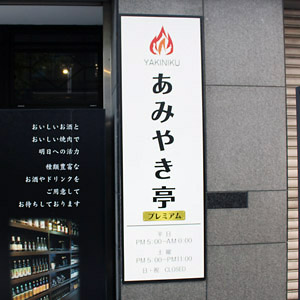 YAKINIKU
あみやき亭
プレミアム
平 日
PM 5:00~AM 0:00
土 曜
PM 5:00~PM 11:00
日・祝 CLOSED
おいしいお酒と
おいしい焼肉で
明日への活力
種類豊富な
お酒やドリンクを
ご用意して
お待ちしております